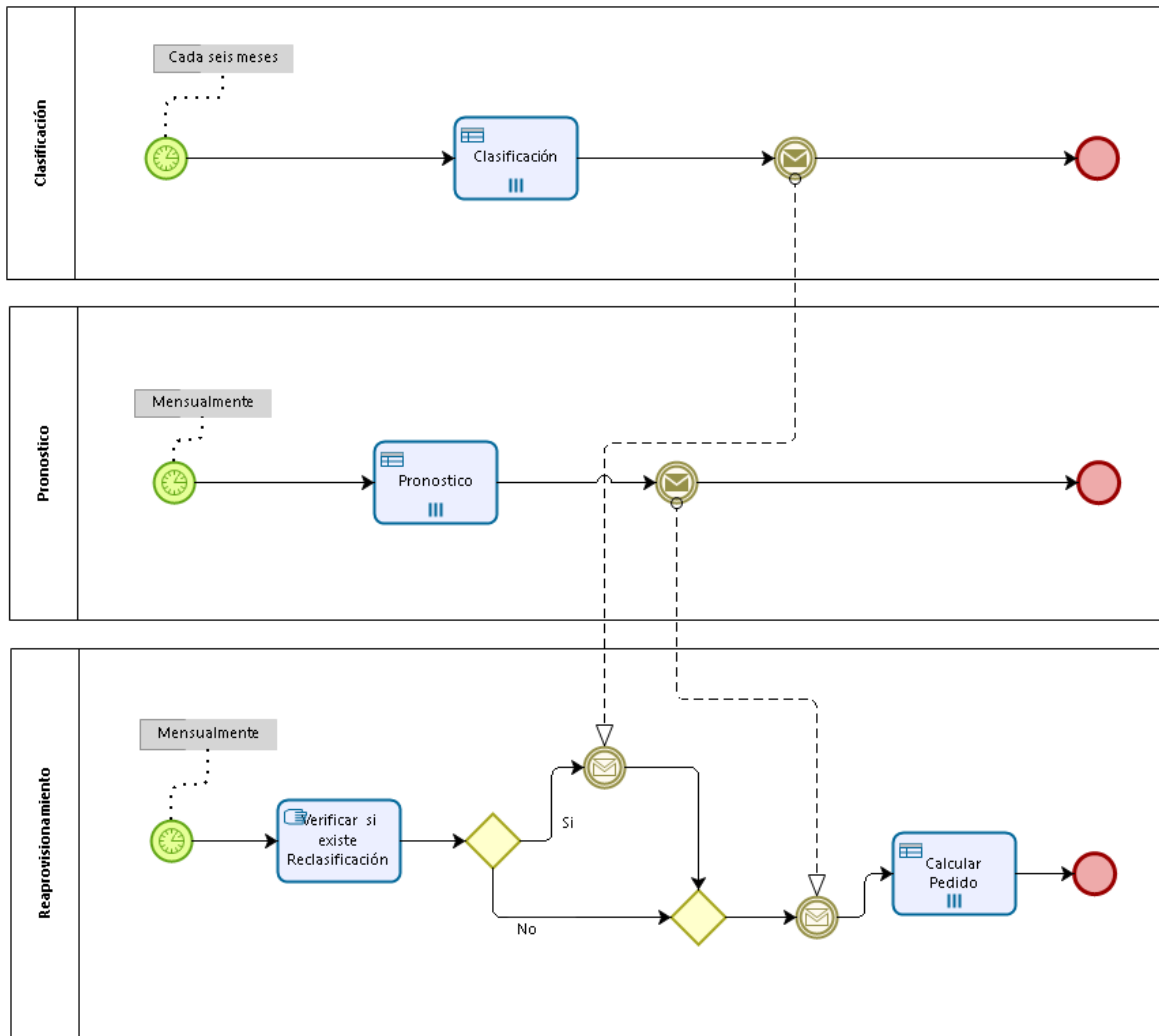 Clasificación
Cada seis meses
Clasificación
Pronostico
Mensualmente
Pronostico
Reaprovisionamiento
Mensualmente
Verificar si
existe
Reclasificación
Si
No
Calcular
Pedido